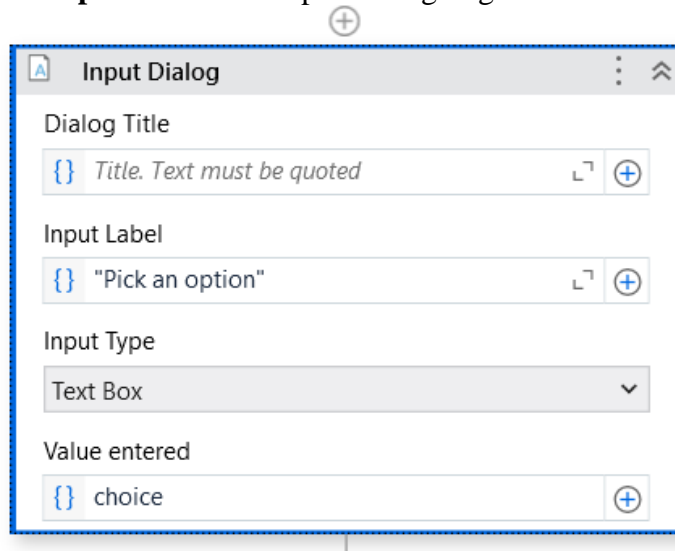 Input Dialog
Dialog Title
{} Title. Text must be quoted
Input Label
{} "Pick an option"
Input Type
Text Box
Value entered
{} choice